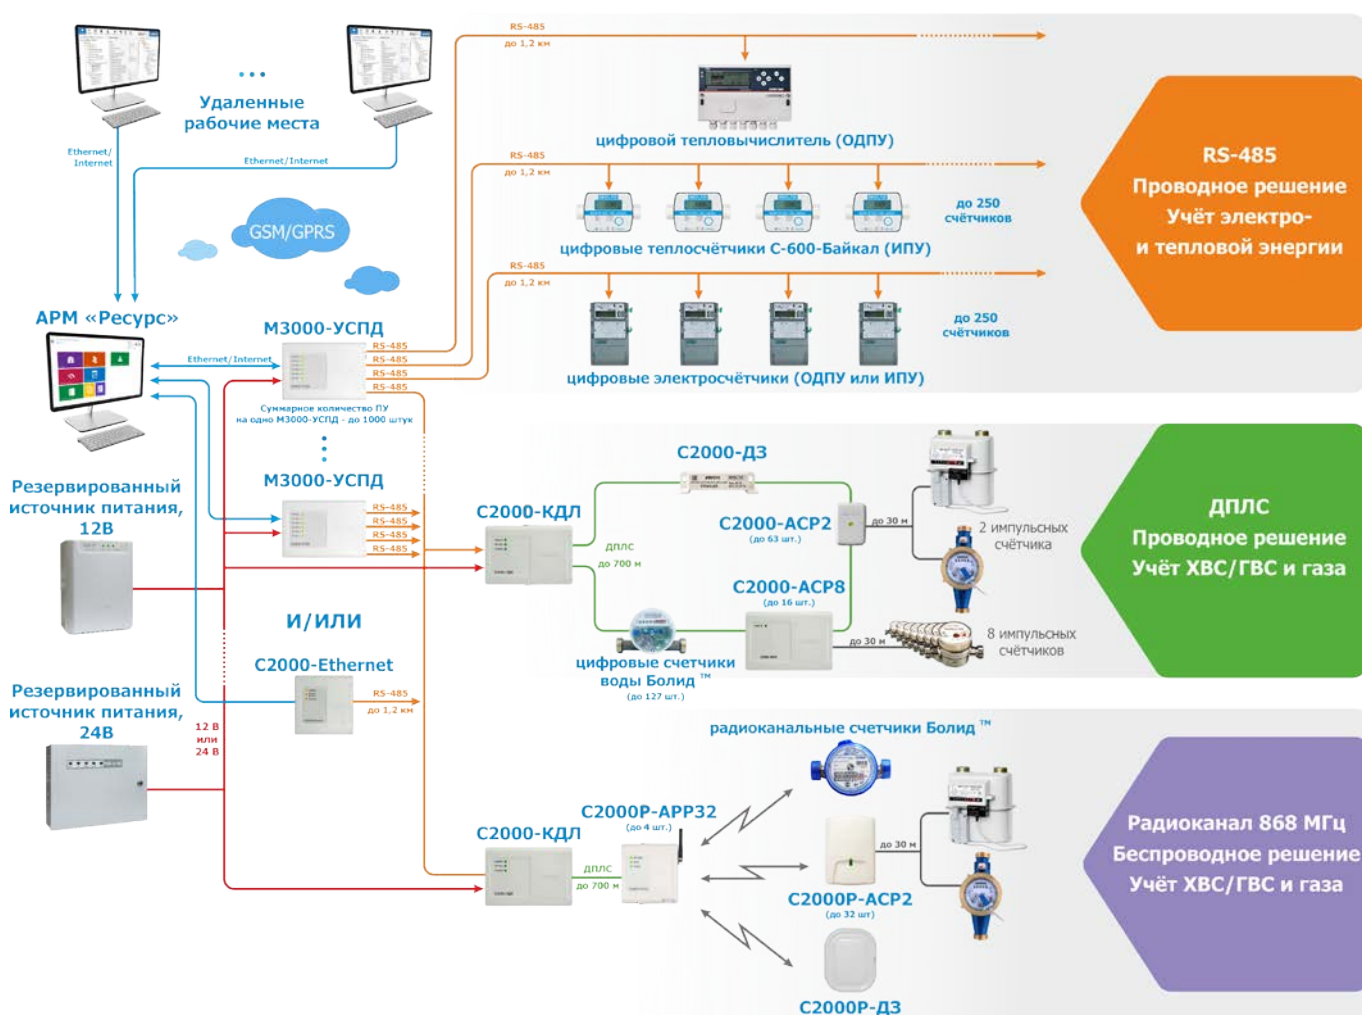 Удаленные
рабочие места
Ethernet/
Internet
Ethernet/Internet
GSM/GPRS
АРМ «Ресурс»
Ethernet/Internet
М3000-УСПД
RS-485
RS-485
RS-485
RS-485
Суммарное количество ПУ
на одно М3000-УСПД - до 1000 штук
М3000-УСПД
RS-485
RS-485
RS-485
RS-485
Резервированный
источник питания,
12В
И/ИЛИ
C2000-Ethernet
RS-485
до 1,2 км
Резервированный
источник питания,
24В
12 В
или
24 В
RS-485
до 1,2 км
цифровой тепловычислитель (ОДПУ)
RS-485
до 1,2 км
до 250
счётчиков
цифровые теплосчётчики С-600-Байкал (ИПУ)
RS-485
до 1,2 км
до 250
счётчиков
цифровые электросчётчики (ОДПУ или ИПУ)
RS-485
Проводное решение
Учёт электро-
и тепловой энергии
С2000-ДЗ
С2000-КДЛ
ДПЛС
до 700 м
С2000-АСР2
(до 63 шт.)
до 30 м
2 импульсных
счётчика
С2000-АСР8
(до 16 шт.)
до 30 м
8 импульсных
счётчиков
цифровые счетчики
воды Болид ™
(до 127 шт.)
ДПЛС
Проводное решение
Учёт ХВС/ГВС и газа
радиоканальные счетчики Болид ™
С2000-КДЛ
ДПЛС
до 700 м
С2000Р-АРР32
(до 4 шт.)
до 30 м
С2000Р-АСР2
(до 32 шт)
С2000Р-ДЗ
Радиоканал 868 МГц
Беспроводное решение
Учёт ХВС/ГВС и газа